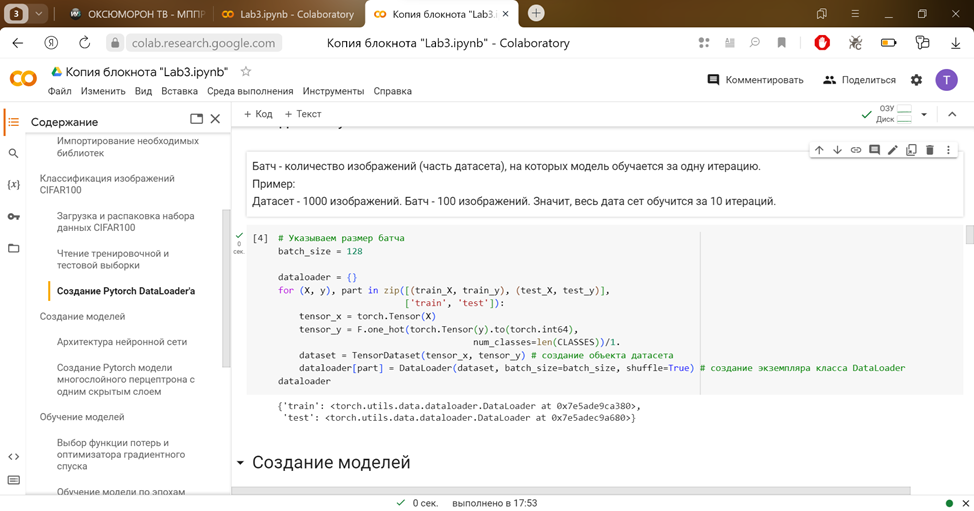 3
ОКСЮМОРОН ТВ - МППР
Lab3.ipynb - Colaboratory
Копия блокнота "Lab3.i
colab.research.google.com
Копия блокнота "Lab3.ipynb" - Colaboratory
Копия блокнота "Lab3.ipynb"
Файл Изменить Вид Вставка Среда выполнения Инструменты Справка
Комментировать
Поделиться
T
Содержание
Импортирование необходимых
библиотек
Классификация изображений
CIFAR100
Загрузка и распаковка набора
данных CIFAR100
Чтение тренировочной и
тестовой выборки
Создание Pytorch DataLoader'а
Создание моделей
Архитектура нейронной сети
Создание Pytorch модели
многослойного перцептрона с
одним скрытым слоем
Обучение моделей
Выбор функции потерь и
оптимизатора градиентного
спуска
Обучение модели по эпохам
+ Код + Текст
ОЗУ
Диск
Батч - количество изображений (часть датасета), на которых модель обучается за одну итерацию.
Пример:
Датасет - 1000 изображений. Батч - 100 изображений. Значит, весь дата сет обучится за 10 итераций.
0
сек.
[4] # Указываем размер батча
batch_size = 128
dataloader = {}
for (X, y), part in zip([(train_X, train_y), (test_X, test_y)],
['train', 'test']):
tensor_x = torch.Tensor(X)
tensor_y = F.one_hot(torch.Tensor(y).to(torch.int64),
num_classes=len(CLASSES))/1.
dataset = TensorDataset(tensor_x, tensor_y) # создание объекта датасета
dataloader[part] = DataLoader(dataset, batch_size=batch_size, shuffle=True) # создание экземпляра класса DataLoader
dataloader
{'train': <torch.utils.data.dataloader.DataLoader at 0x7e5ade9ca380>,
'test': <torch.utils.data.dataloader.DataLoader at 0x7e5adec9a680>}
Создание моделей
0 сек. выполнено в 17:53